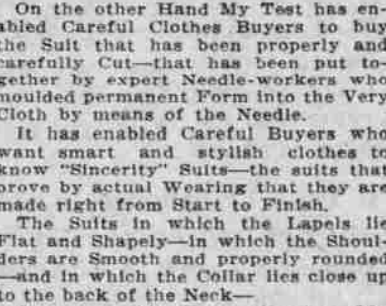 On the other Hand My Test has en-
abled Careful Clothes Buyers to buy
the Suit that has been properly and
carefully Cut—that has been put to-
gether by expert Needle-workers who
moulded permanent Form into the Very
Cloth by means of the Needle.
It has enabled Careful Buyers who
want smart and stylish clothes to
know "Sincerity" Suits—the suits that
prove by actual Wearing that they are
made right from Start to Finish.
The Suits in which the Lapels lie
Flat and Shapely—in which the Shoul-
ders are Smooth and properly rounded
—and in which the Collar lies close up
to the back of the Neck—